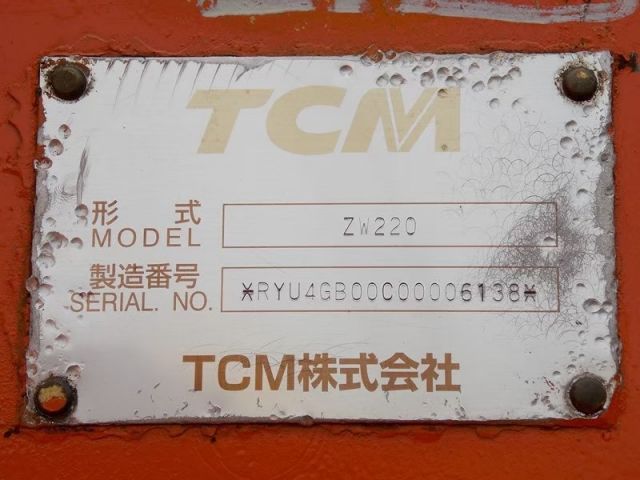 TCM
形式 ZW220
MODEL
製造番号 *RYU4GB00C00006138*
SERIAL. NO.
TCM株式会社